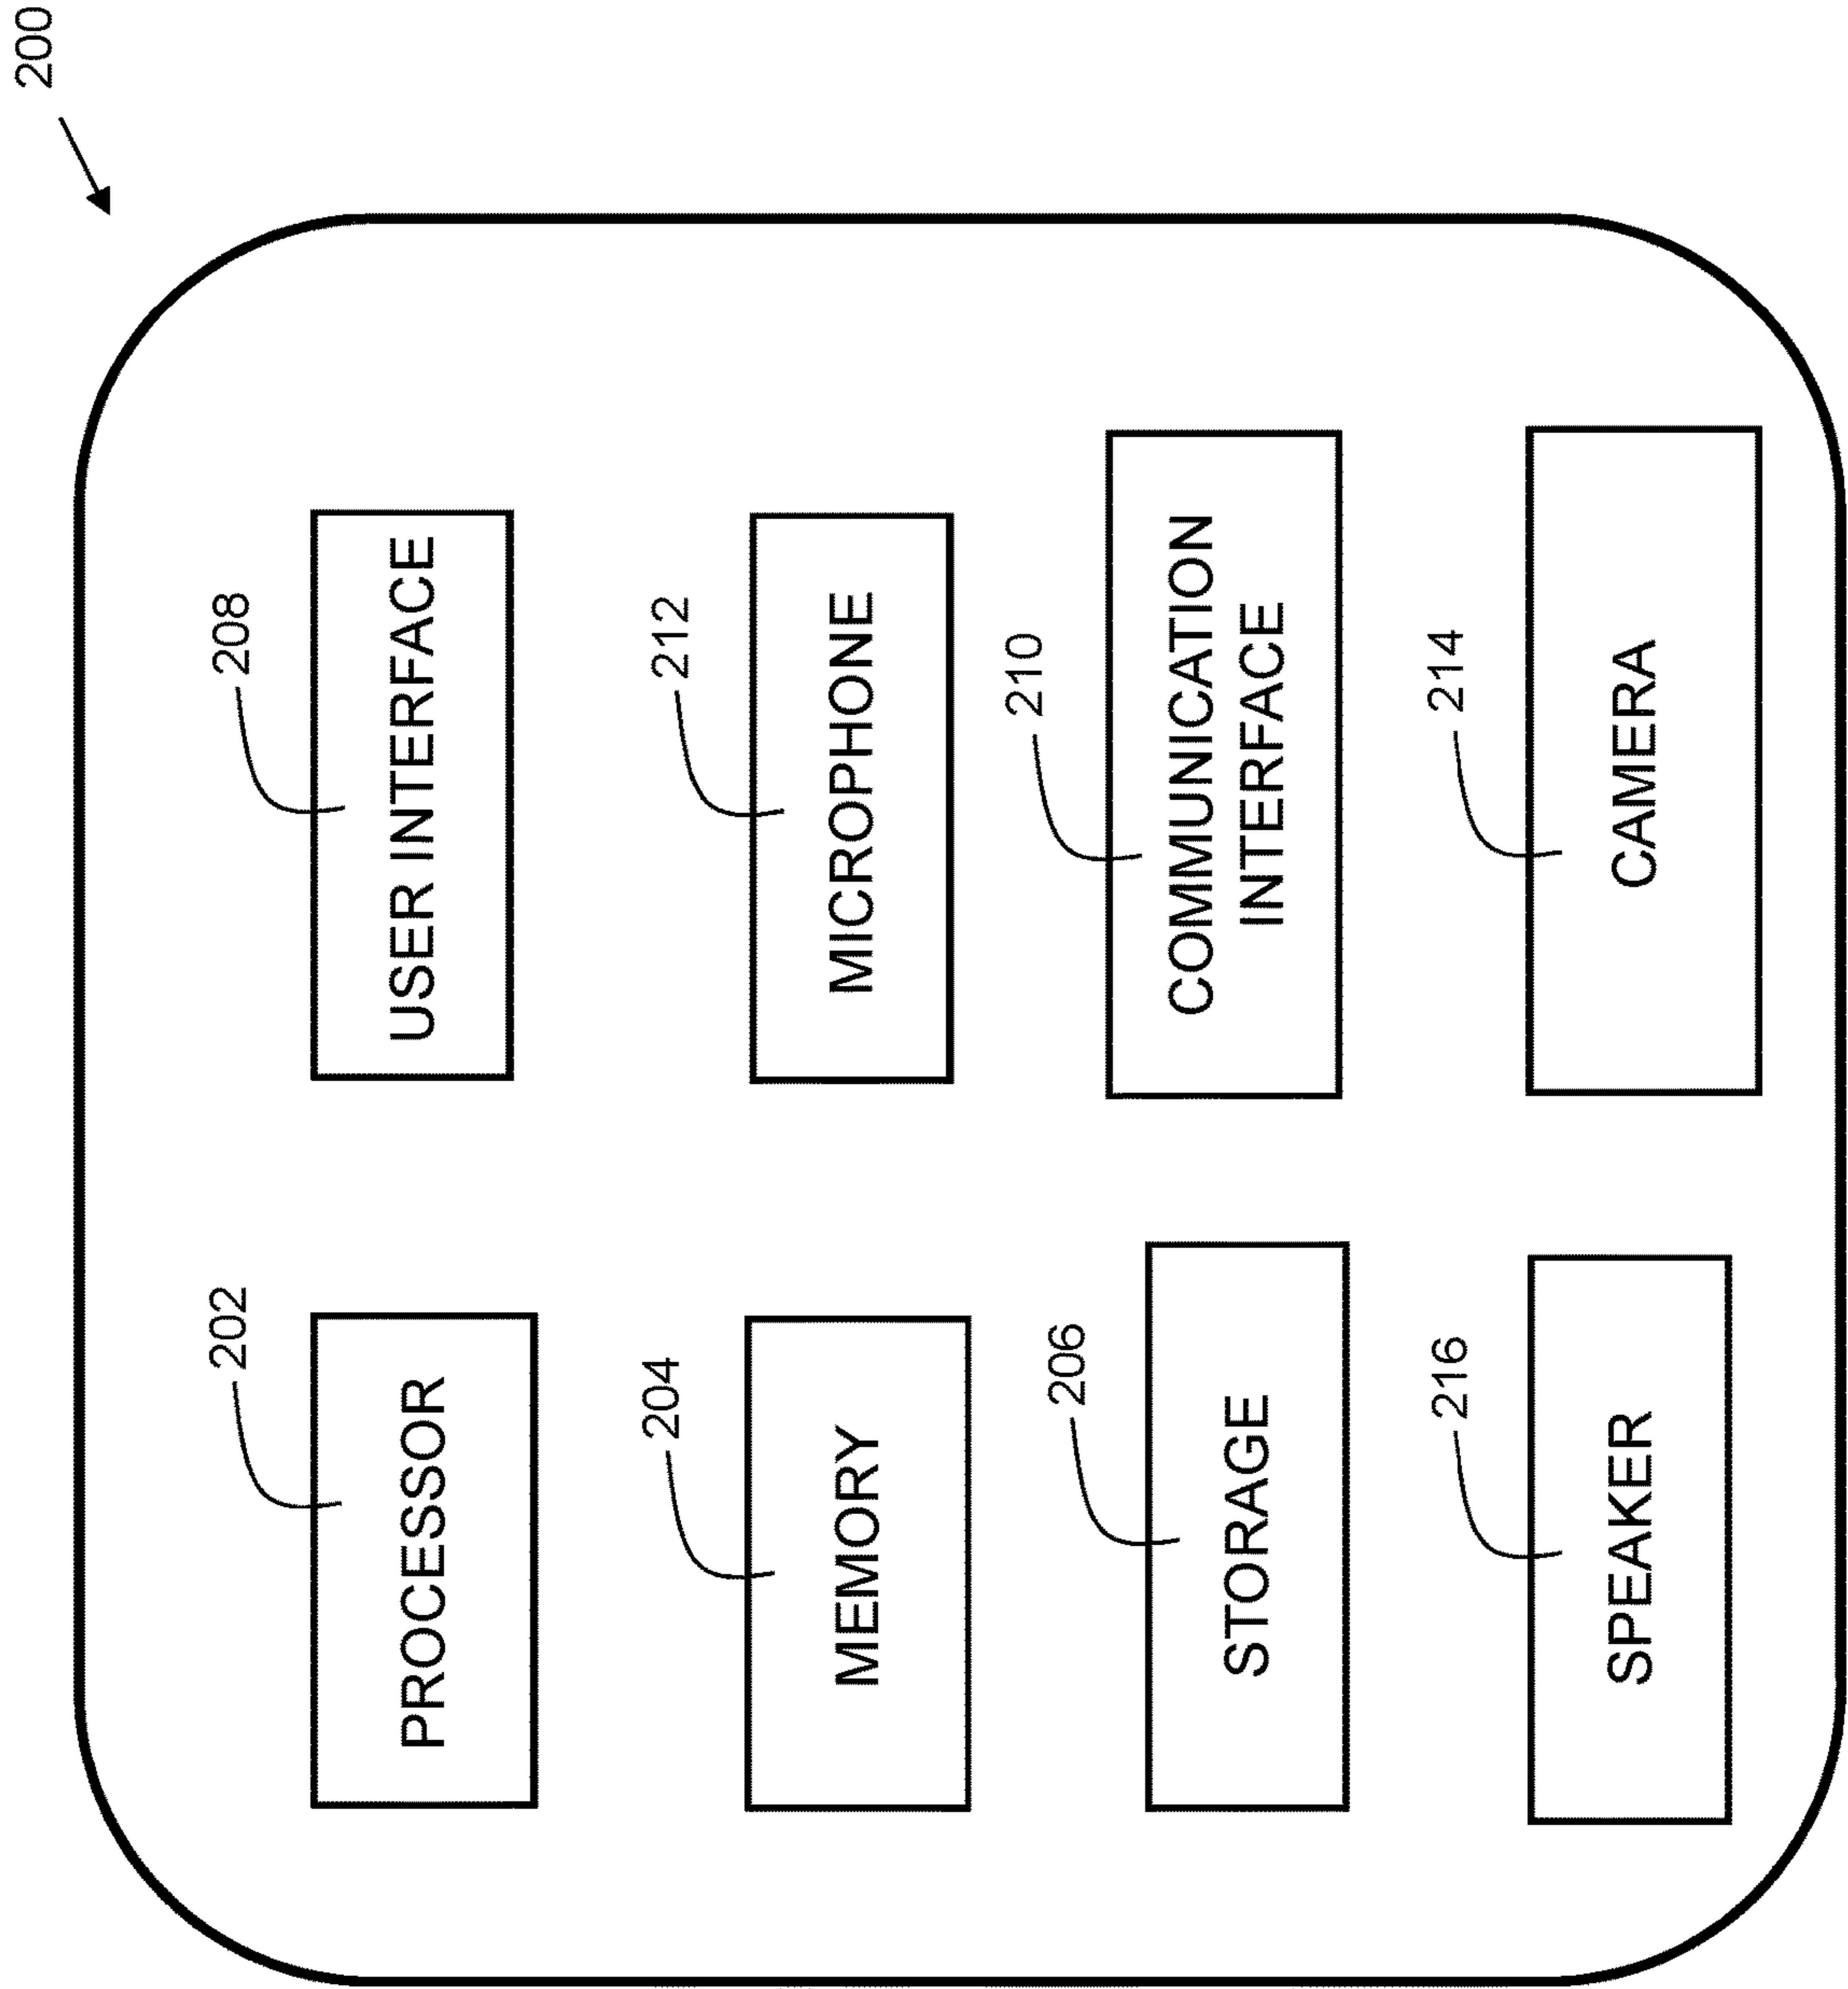 200
202
PROCESSOR
208
USER INTERFACE
204
MEMORY
212
MICROPHONE
206
STORAGE
210
COMMUNICATION
INTERFACE
216
SPEAKER
214
CAMERA